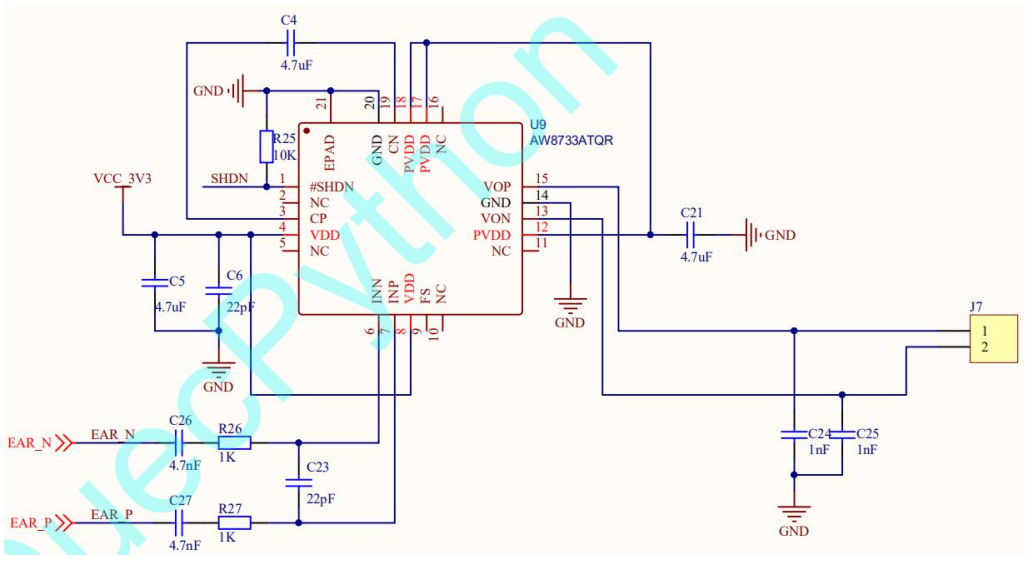 C4
4.7uF
GND
21
20
19
18
17
16
U9
AW8733ATQR
R25
10K
EPAD
GND
CN
PVDD
PVDD
NC
SHDN
VCC_3V3
1
2
3
4
5
#SHDN
NC
CP
VDD
NC
VOP
GND
VON
PVDD
NC
15
14
13
12
11
C21
4.7uF
GND
C5
4.7uF
C6
22pF
GND
INN
INP
VDD
FS
NC
6
7
8
9
10
GND
J7
1
2
EAR_N
EAR_N
C26
4.7nF
R26
1K
C23
22pF
EAR_P
EAR_P
C27
4.7nF
R27
1K
C24
1nF
C25
1nF
GND
uecPython